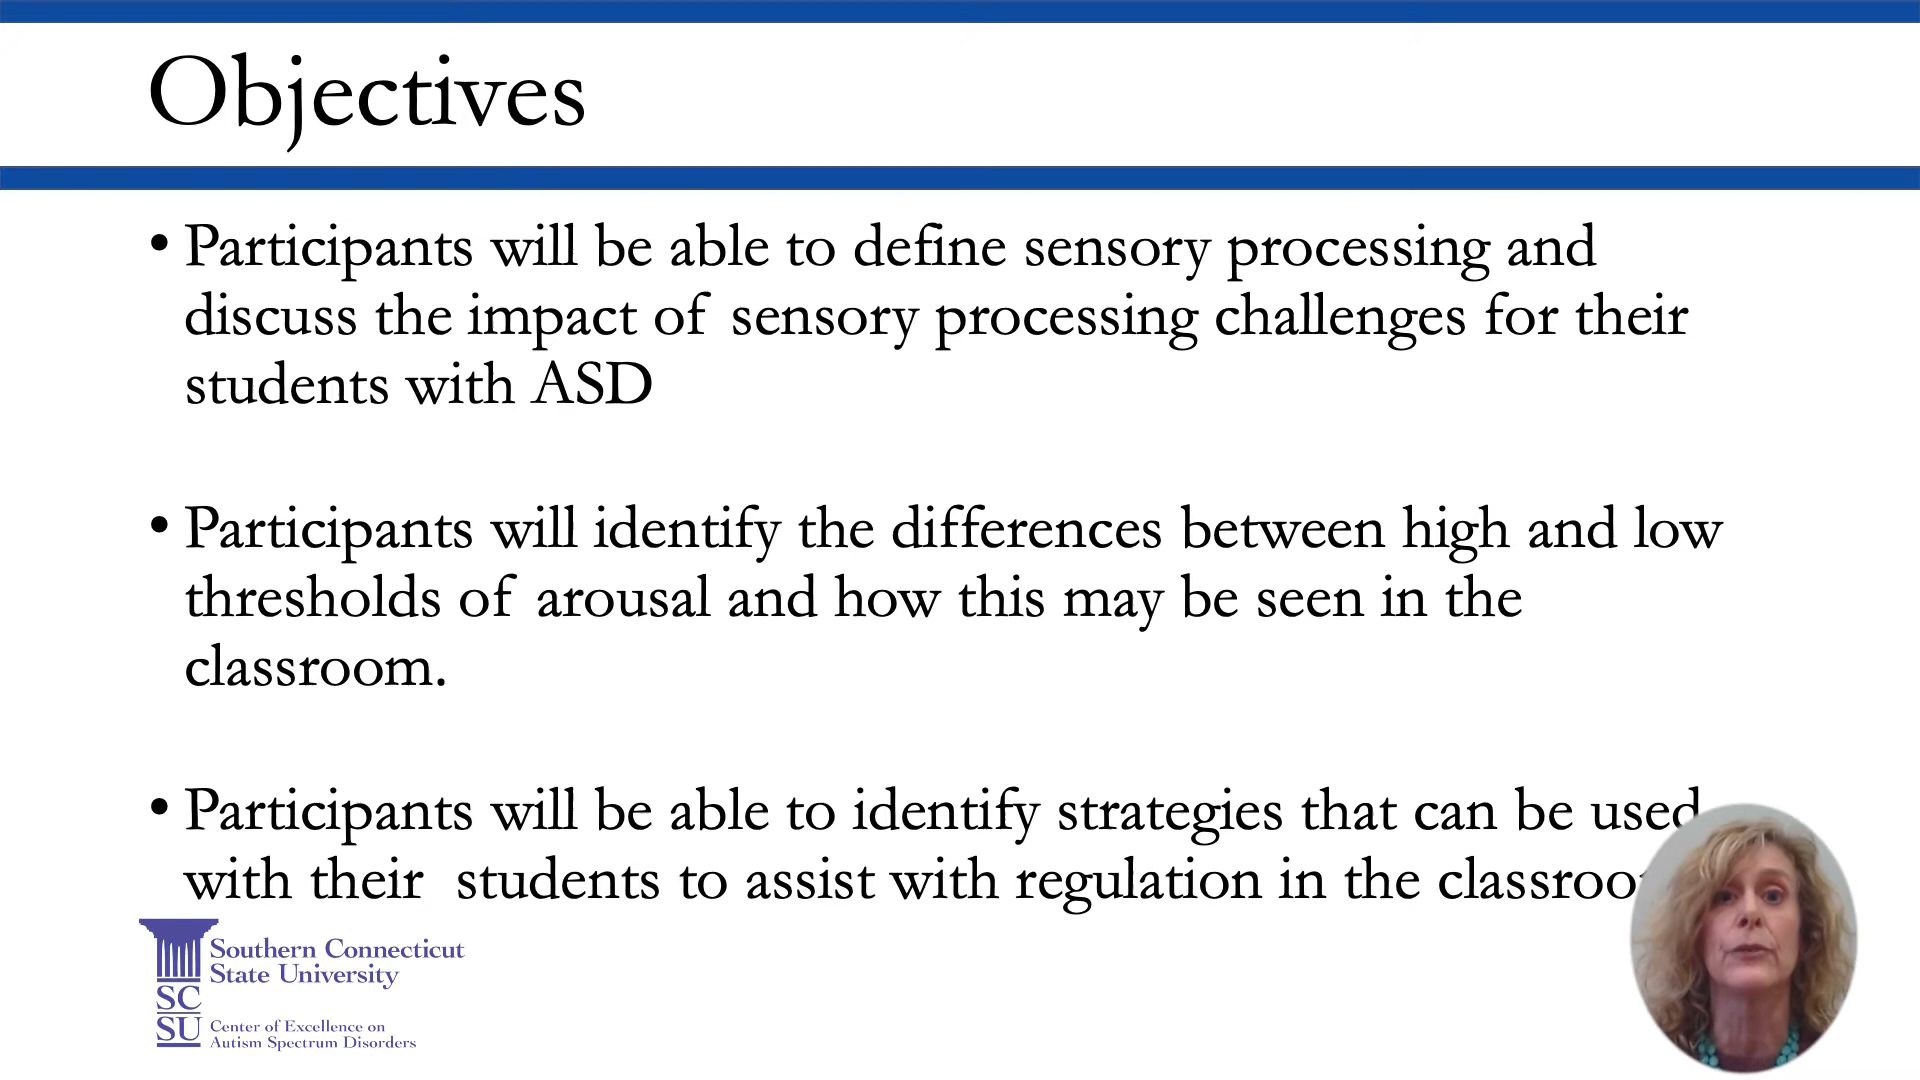 Objectives
• Participants will be able to define sensory processing and
discuss the impact of sensory processing challenges for their
students with ASD
• Participants will identify the differences between high and low
thresholds of arousal and how this may be seen in the
classroom.
• Participants will be able to identify strategies that can be used
with their students to assist with regulation in the
Southern Connecticut
State University
SC
SU
Center of Excellence on
Autism Spectrum Disorders